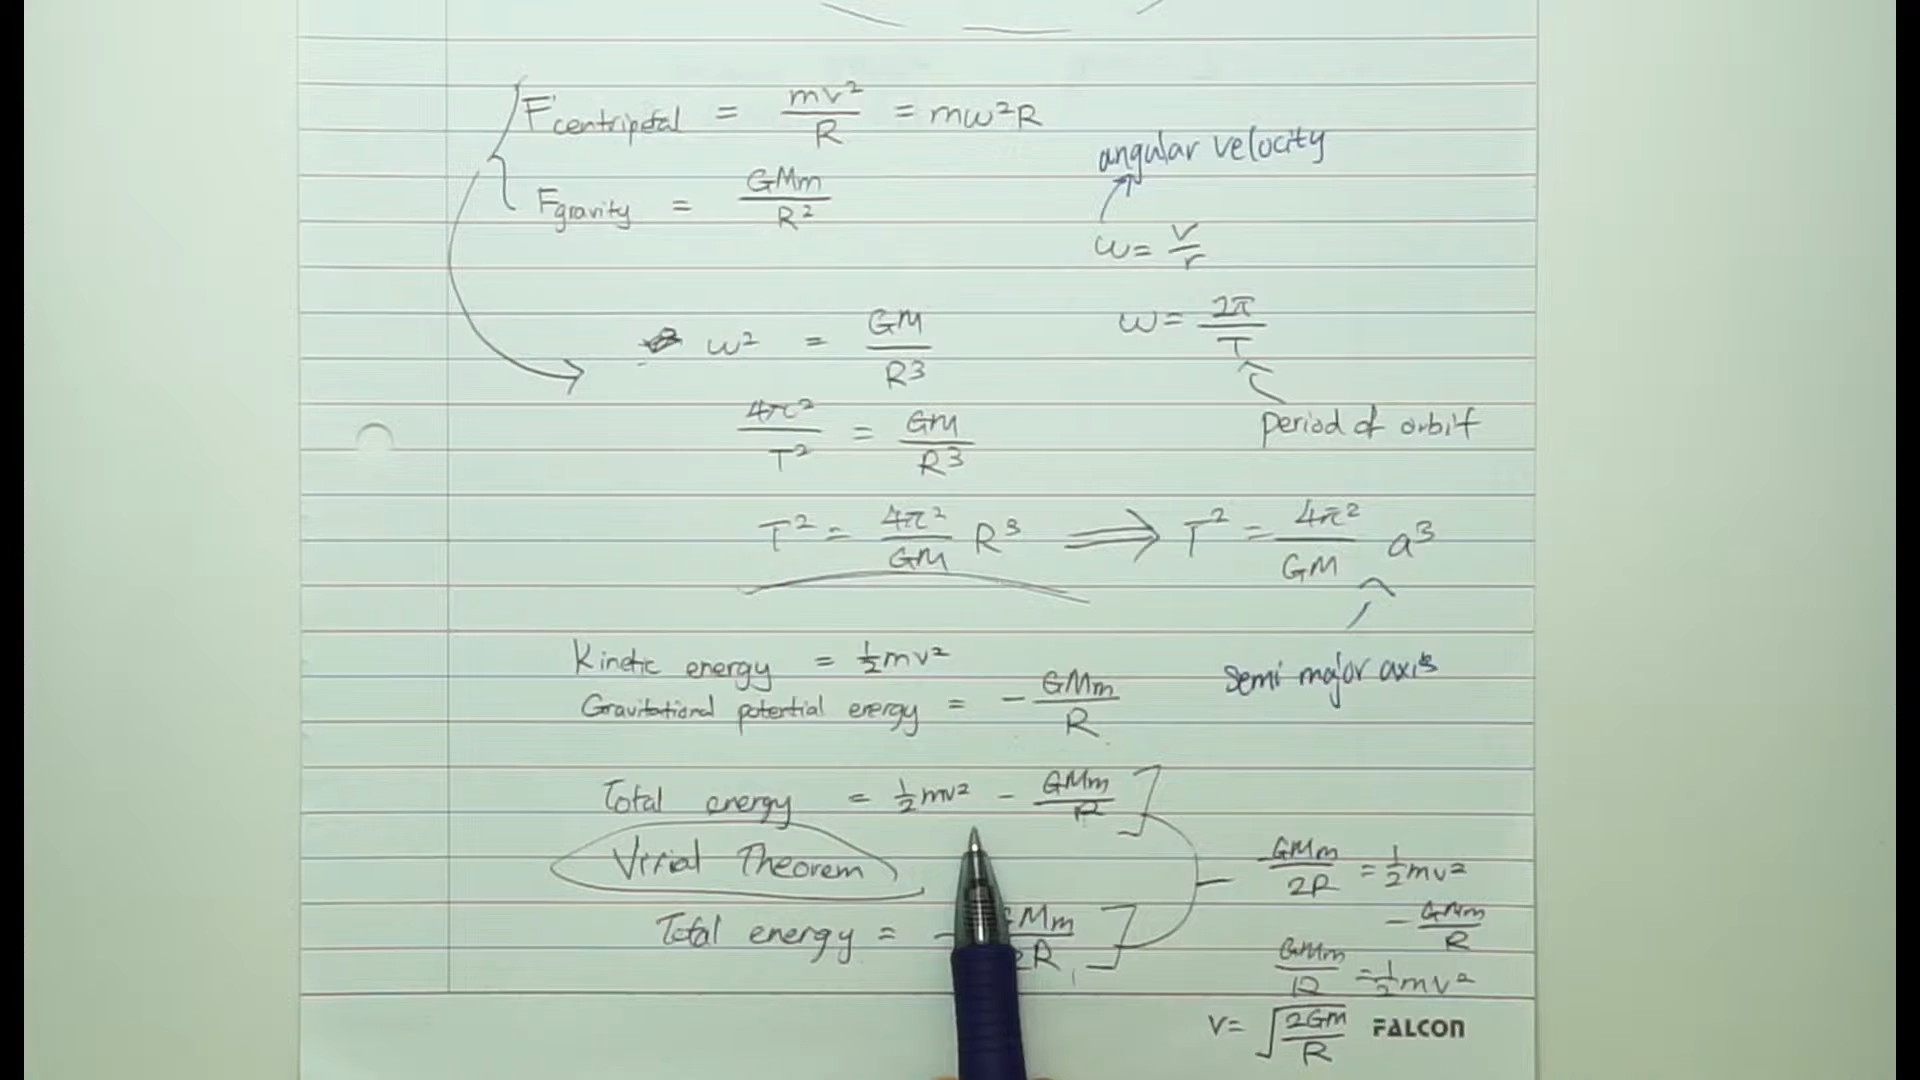 Fcentripetal = mv²/R = mω²R
angular velocity
Fgravity = GMm/R²
ω = v/r
ω² = GM/R³
ω = 2π/T
period of orbit
4π²/T² = GM/R³
T² = 4π²/GM R³ ⟹ T² = 4π²/GM a³
Kinetic energy = ½mv²
semi major axis
Gravitational potential energy = - GMm/R
Total energy = ½mv² - GMm/R
Virial Theorem
GMm/2R = ½mv²
- GMm/R
Total energy = - GMm/2R
GMm/R = ½mv²
v = √2GM/R
FALCON